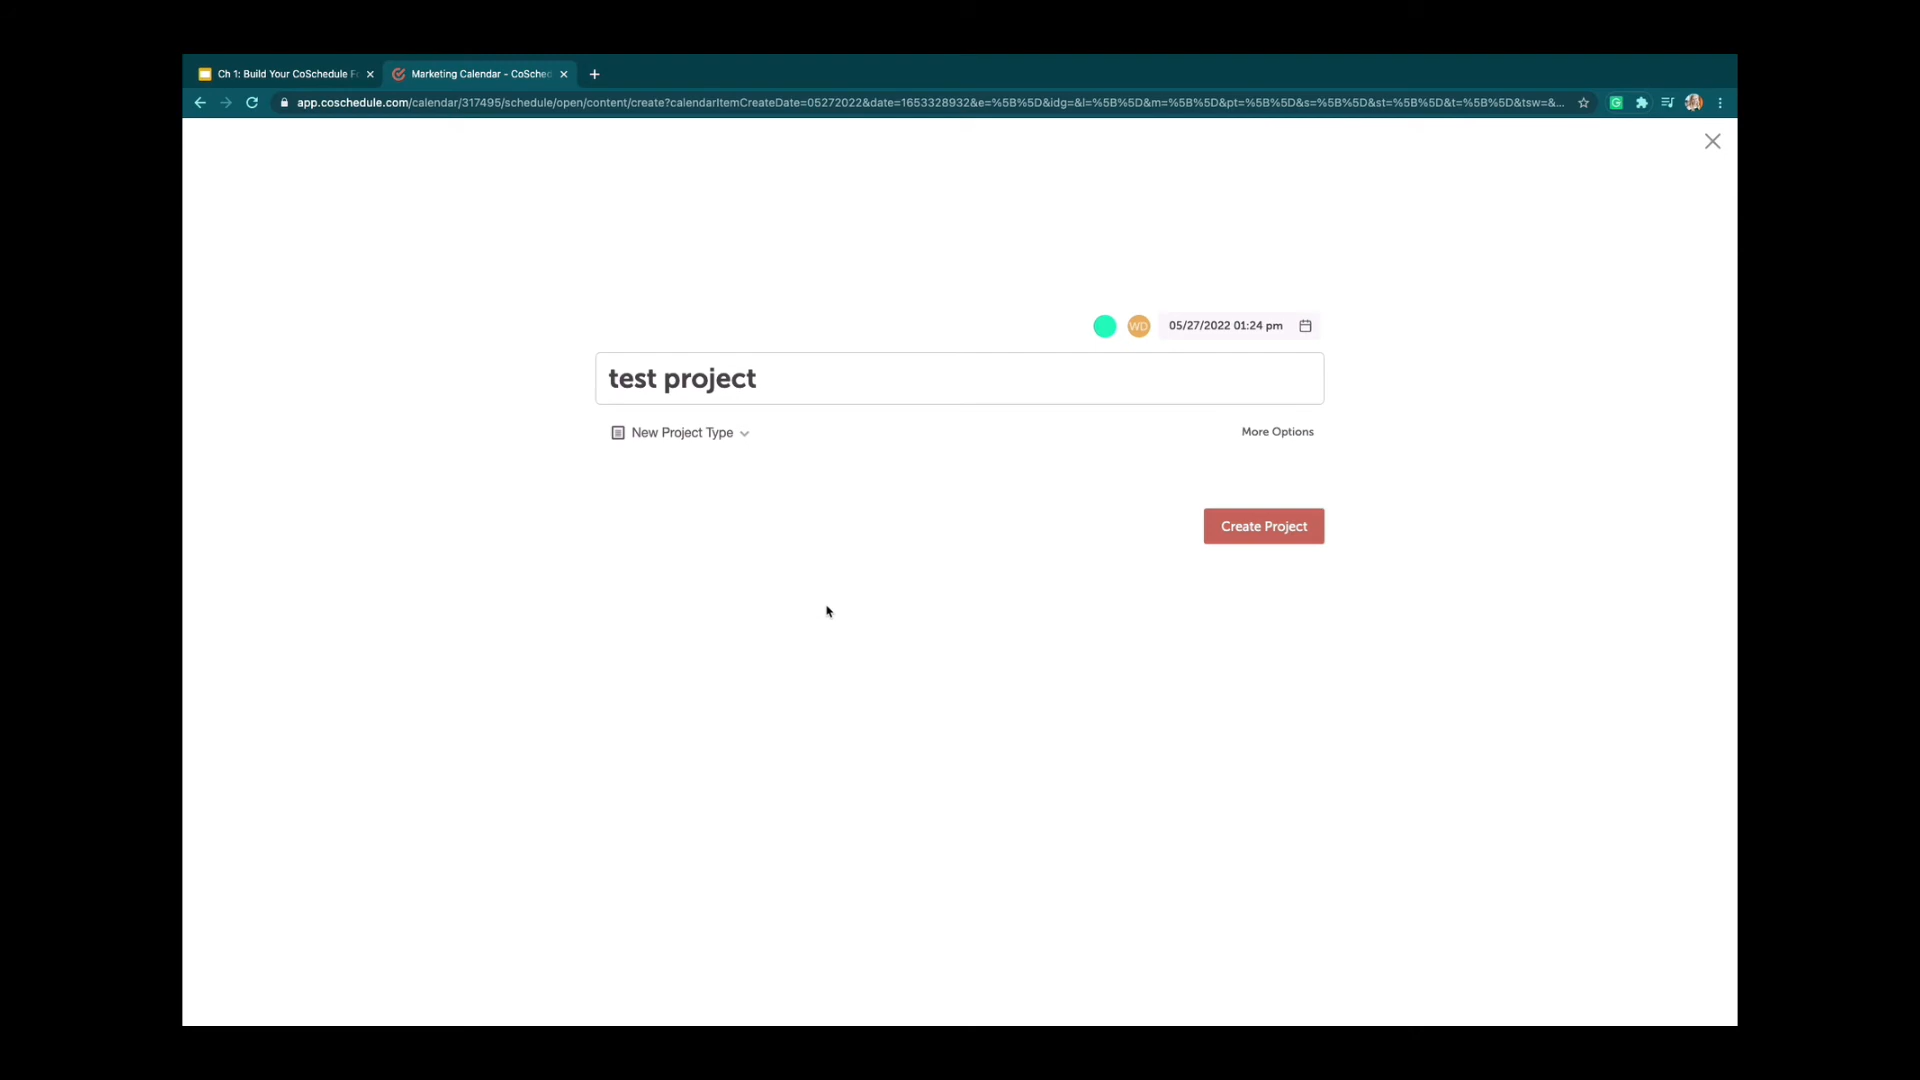 Ch 1: Build Your CoSchedule Fo
Marketing Calendar - CoSched
app.coschedule.com/calendar/317495/schedule/open/content/create?calendarItemCreateDate=05272022&date=1653328932&e=%5B%5D&idg=&l=%5B%5D&m=%5B%5D&pt=%5B%5D&s=%5B%5D&st=%5B%5D&t=%5B%5D&tsw=&...
WD
05/27/2022 01:24 pm
test project
New Project Type
More Options
Create Project